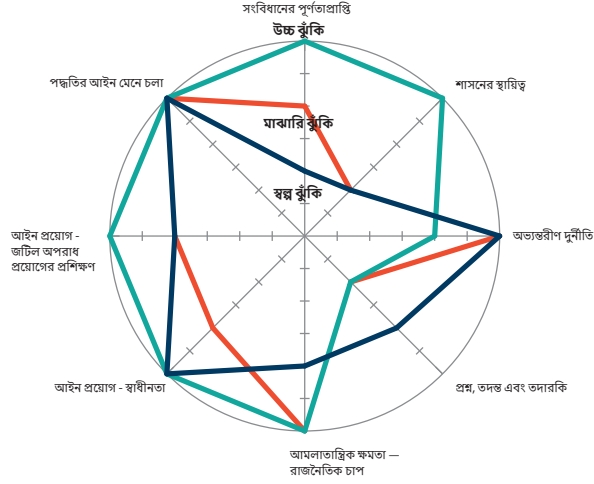 সংবিধানের পূর্ণতাপ্রাপ্তি
উচ্চ ঝুঁকি
পদ্ধতির আইন মেনে চলা
শাসনের স্থায়িত্ব
মাঝারি ঝুঁকি
স্বল্প ঝুঁকি
আইন প্রয়োগ -
জটিল অপরাধ
প্রয়োগের প্রশিক্ষণ
অভ্যন্তরীণ দুর্নীতি
আইন প্রয়োগ - স্বাধীনতা
প্রশ্ন, তদন্ত এবং তদারকি
আমলাতান্ত্রিক ক্ষমতা —
রাজনৈতিক চাপ